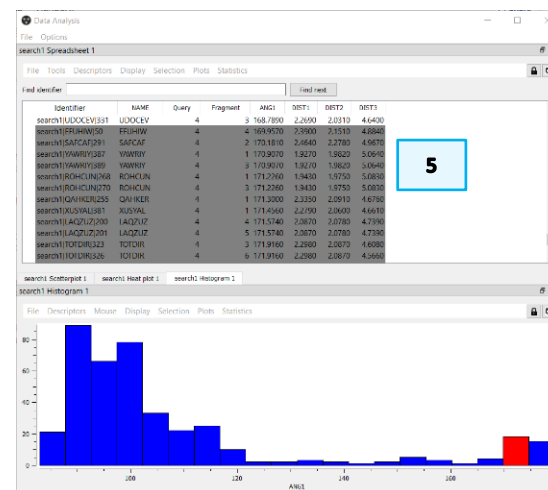 Data Analysis
File Options
search1 Spreadsheet 1
File Tools Descriptors Display Selection Plots Statistics
Find identifier Find next
Identifier NAME Query Fragment ANG1 DIST1 DIST2 DIST3
search1|UDOCEV|331 UDOCEV 4 3 168.7890 2.2690 2.0310 4.6400
search1|FEUHIW|50 FEUHIW 4 4 169.9570 2.3900 2.1510 4.8840
search1|SAFCAF|291 SAFCAF 4 2 170.1810 2.4640 2.2780 4.9670
search1|YAWRIY|387 YAWRIY 4 1 170.9070 1.9270 1.9820 5.0640
search1|YAWRIY|389 YAWRIY 4 3 170.9070 1.9270 1.9820 5.0640
search1|ROHCUN|268 ROHCUN 4 1 171.2260 1.9430 1.9750 5.0830
search1|ROHCUN|270 ROHCUN 4 3 171.2260 1.9430 1.9750 5.0830
search1|QAHKER|255 QAHKER 4 1 171.3000 2.3350 2.0910 4.6760
search1|XUSYAL|381 XUSYAL 4 1 171.4560 2.2790 2.0600 4.6610
search1|LAQZUZ|200 LAQZUZ 4 4 171.5740 2.0870 2.0780 4.7390
search1|LAQZUZ|201 LAQZUZ 4 5 171.5740 2.0870 2.0780 4.7390
search1|TOTDIR|323 TOTDIR 4 3 171.9160 2.2980 2.0870 4.6080
search1|TOTDIR|326 TOTDIR 4 6 171.9160 2.2980 2.0870 4.5660
5
search1 Scatterplot 1 search1 Heat plot 1 search1 Histogram 1
search1 Histogram 1
File Descriptors Mouse Display Selection Plots Statistics
80
60
40
20
0
100 120 140 160
ANG1